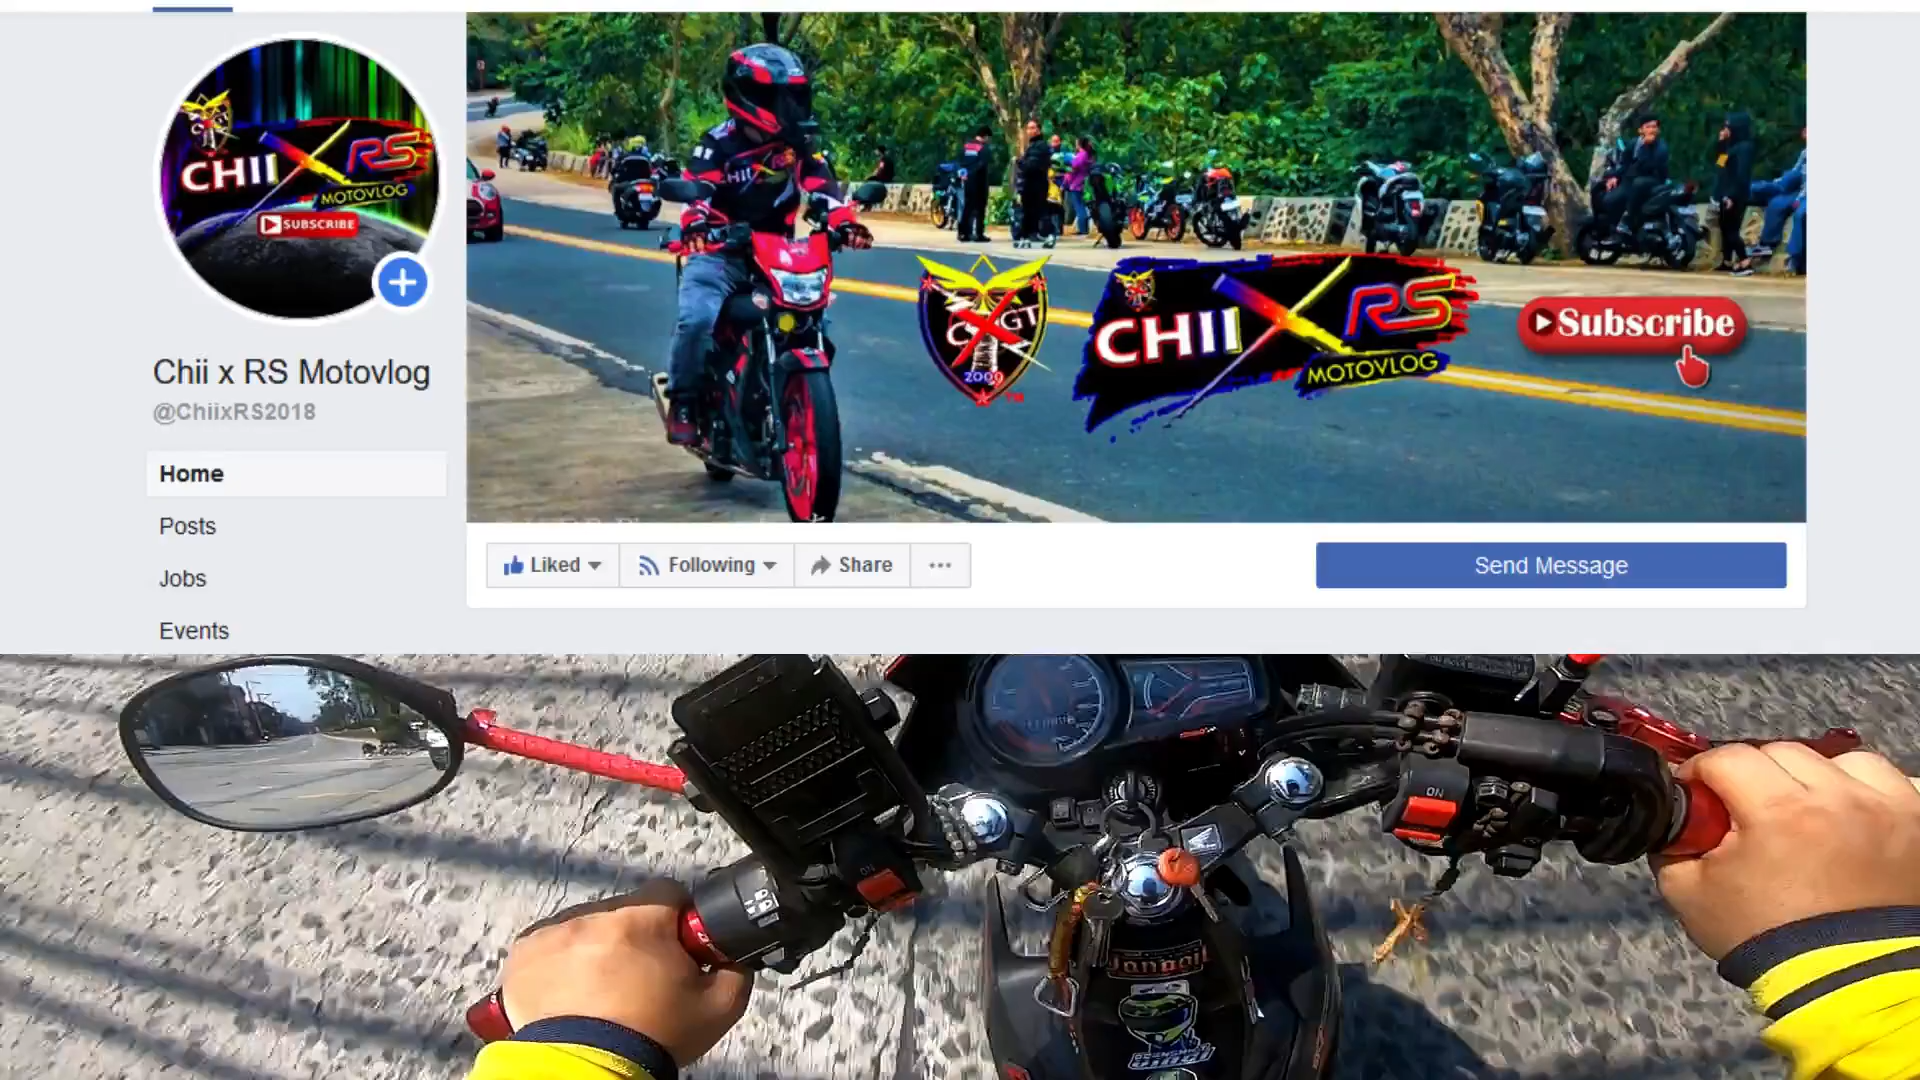 CHII X RS
MOTOVLOG
SUBSCRIBE
Chii x RS Motovlog
@ChiixRS2018
Home
Posts
Jobs
Events
CHII X RS
MOTOVLOG
2009
TM
Subscribe
Liked
Following
Share
Send Message
ON
ON